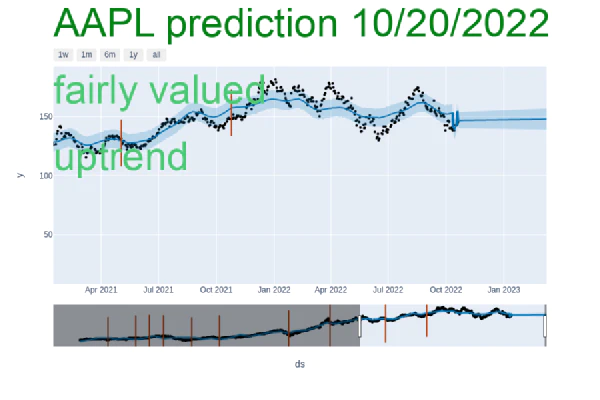 AAPL prediction 10/20/2022
1w 1m 6m 1y all
fairly valued
150
uptrend
y
100
50
Apr 2021 Jul 2021 Oct 2021 Jan 2022 Apr 2022 Jul 2022 Oct 2022 Jan 2023
ds